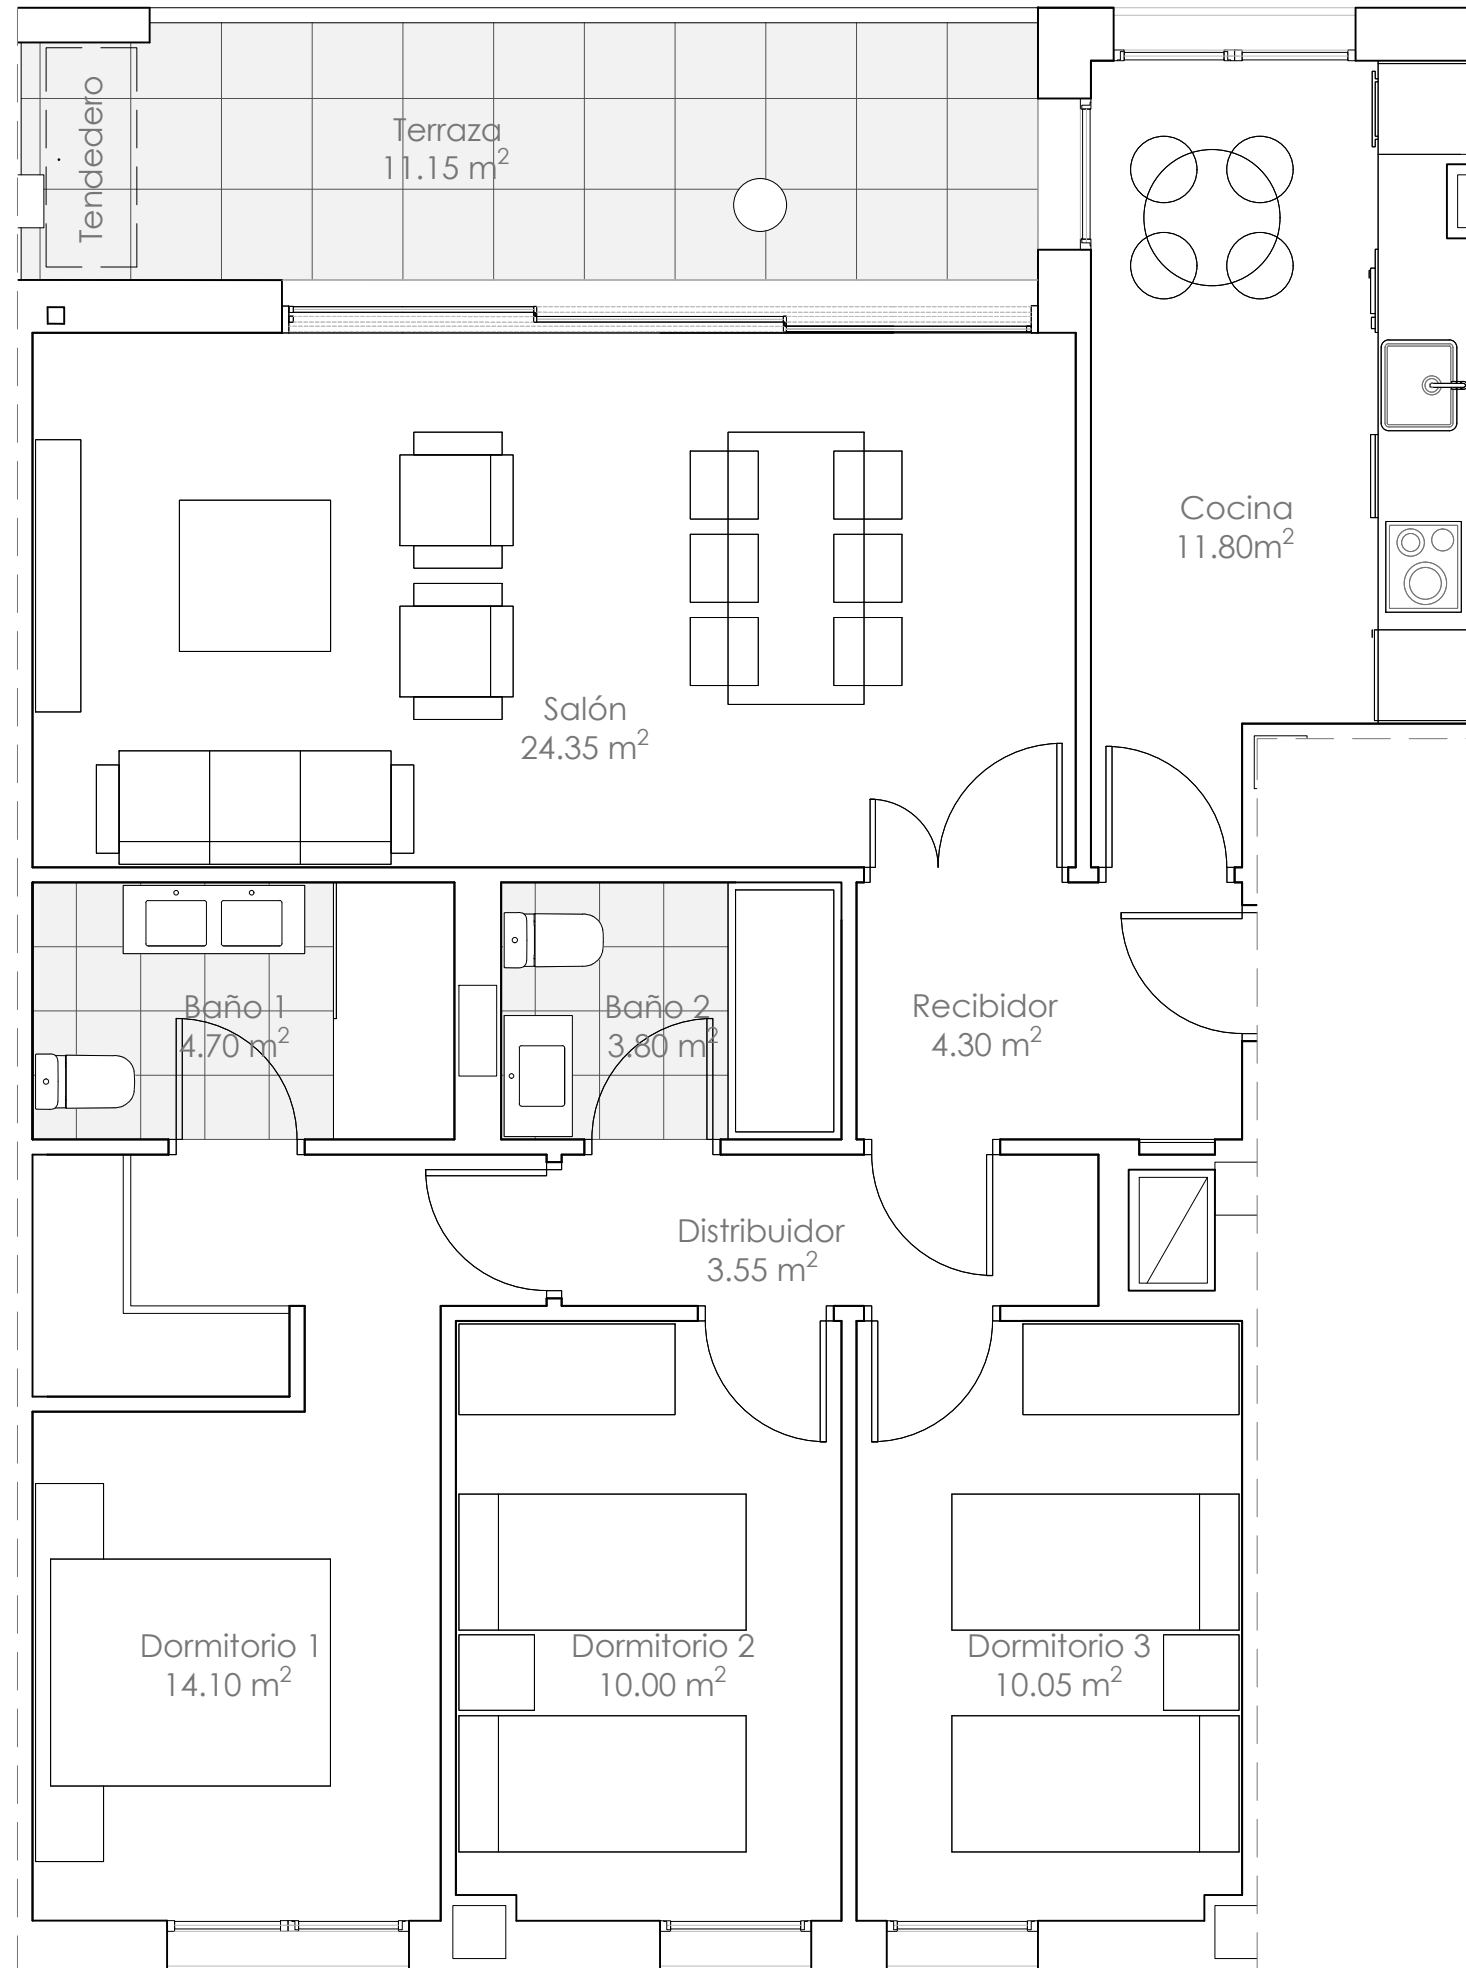 Tendedero
Terraza
11.15 m²
Cocina
11.80m²
Salón
24.35 m²
Baño 1
4.70 m²
Baño 2
3.80 m²
Recibidor
4.30 m²
Distribuidor
3.55 m²
Dormitorio 1
14.10 m²
Dormitorio 2
10.00 m²
Dormitorio 3
10.05 m²